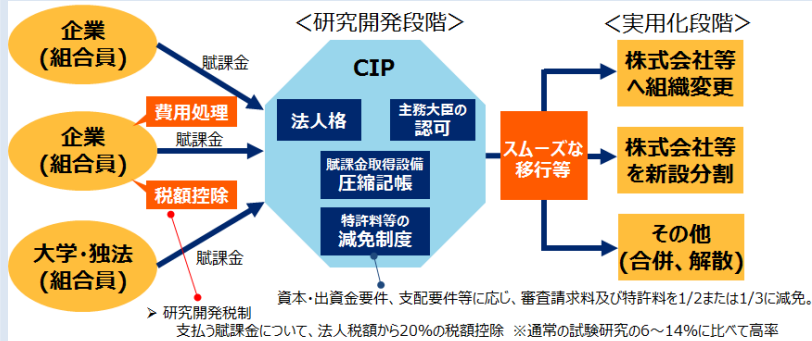 ＜研究開発段階＞
＜実用化段階＞
企業
(組合員)
賦課金
CIP
株式会社等
へ組織変更
費用処理
法人格
主務大臣の
認可
企業
(組合員)
賦課金
スムーズな
移行等
株式会社等
を新設分割
賦課金取得設備
圧縮記帳
税額控除
特許料等の
減免制度
大学・独法
(組合員)
賦課金
その他
(合併、解散)
資本・出資金要件、支配要件等に応じ、審査請求料及び特許料を1/2または1/3に減免。
➢ 研究開発税制
支払う賦課金について、法人税額から20%の税額控除 ※通常の試験研究の6～14%に比べて高率